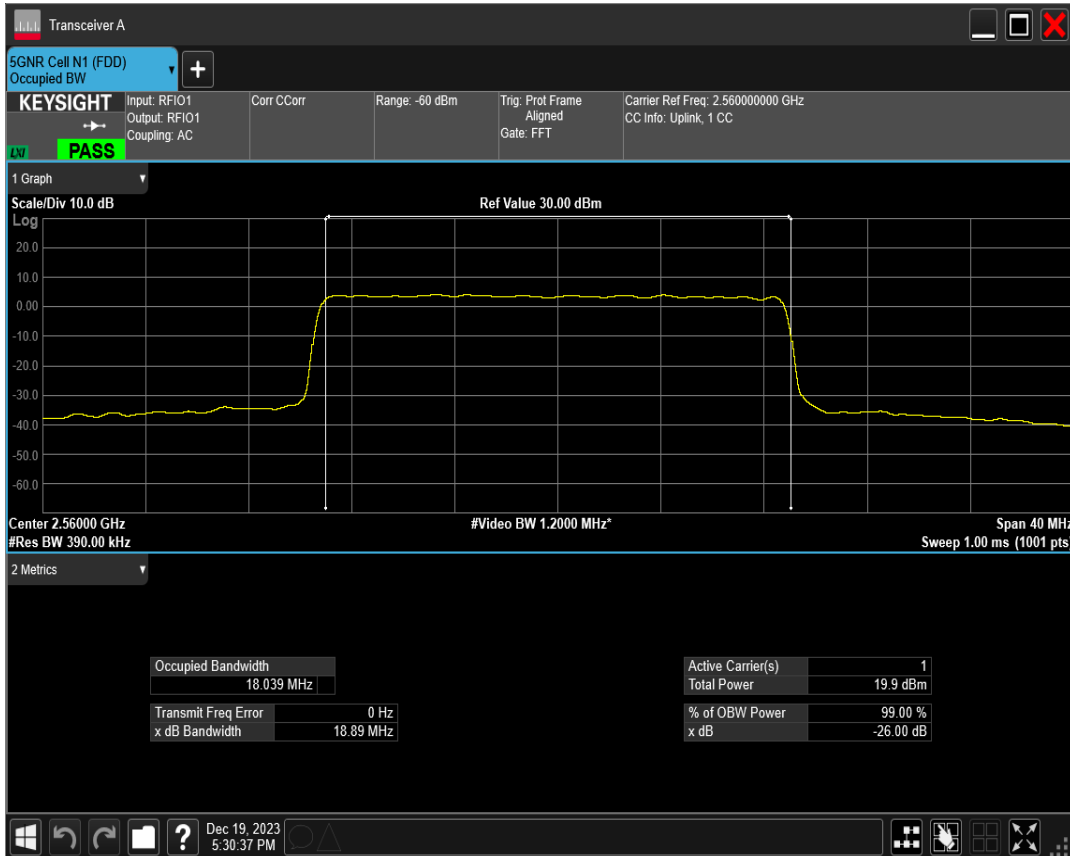 Transceiver A
5GNR Cell N1 (FDD)
Occupied BW
+
KEYSIGHT
LXI
PASS
Input: RFIO1
Output: RFIO1
Coupling: AC
Corr CCorr
Range: -60 dBm
Trig: Prot Frame
Aligned
Gate: FFT
Carrier Ref Freq: 2.560000000 GHz
CC Info: Uplink, 1 CC
1 Graph
Scale/Div 10.0 dB
Ref Value 30.00 dBm
Log
20.0
10.0
0.00
-10.0
-20.0
-30.0
-40.0
-50.0
-60.0
Center 2.56000 GHz
#Video BW 1.2000 MHz*
Span 40 MHz
#Res BW 390.00 kHz
Sweep 1.00 ms (1001 pts)
2 Metrics
Occupied Bandwidth
18.039 MHz
Transmit Freq Error 0 Hz
x dB Bandwidth 18.89 MHz
Active Carrier(s) 1
Total Power 19.9 dBm
% of OBW Power 99.00 %
x dB -26.00 dB
?
Dec 19, 2023
5:30:37 PM